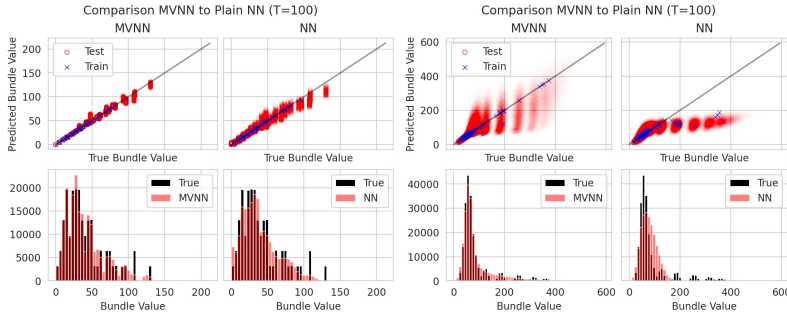 Comparison MVNN to Plain NN (T=100)
MVNN
NN
Predicted Bundle Value
200
150
100
50
0
Test
Train
True Bundle Value
True Bundle Value
20000
15000
10000
5000
0
True
MVNN
True
NN
0 50 100 150 200
0 50 100 150 200
Bundle Value
Bundle Value
Comparison MVNN to Plain NN (T=100)
MVNN
NN
Predicted Bundle Value
600
400
200
0
Test
Train
True Bundle Value
True Bundle Value
40000
30000
20000
10000
0
True
MVNN
True
NN
0 200 400 600
0 200 400 600
Bundle Value
Bundle Value